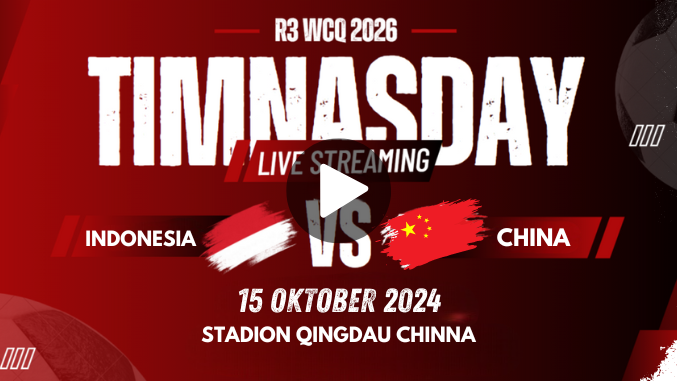 R3 WCQ 2026
TIMNASDAY
LIVE STREAMING
VS
INDONESIA
CHINA
15 OKTOBER 2024
STADION QINGDAU CHINNA